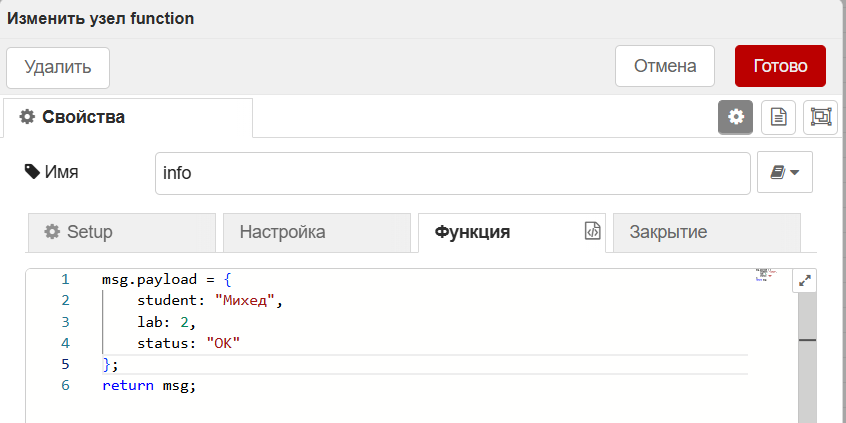 Изменить узел function
Удалить
Отмена
Готово
Свойства
Имя
info
Setup
Настройка
Функция
Закрытие
1 msg.payload = {
2 student: "Михед",
3 lab: 2,
4 status: "OK"
5 };
6 return msg;